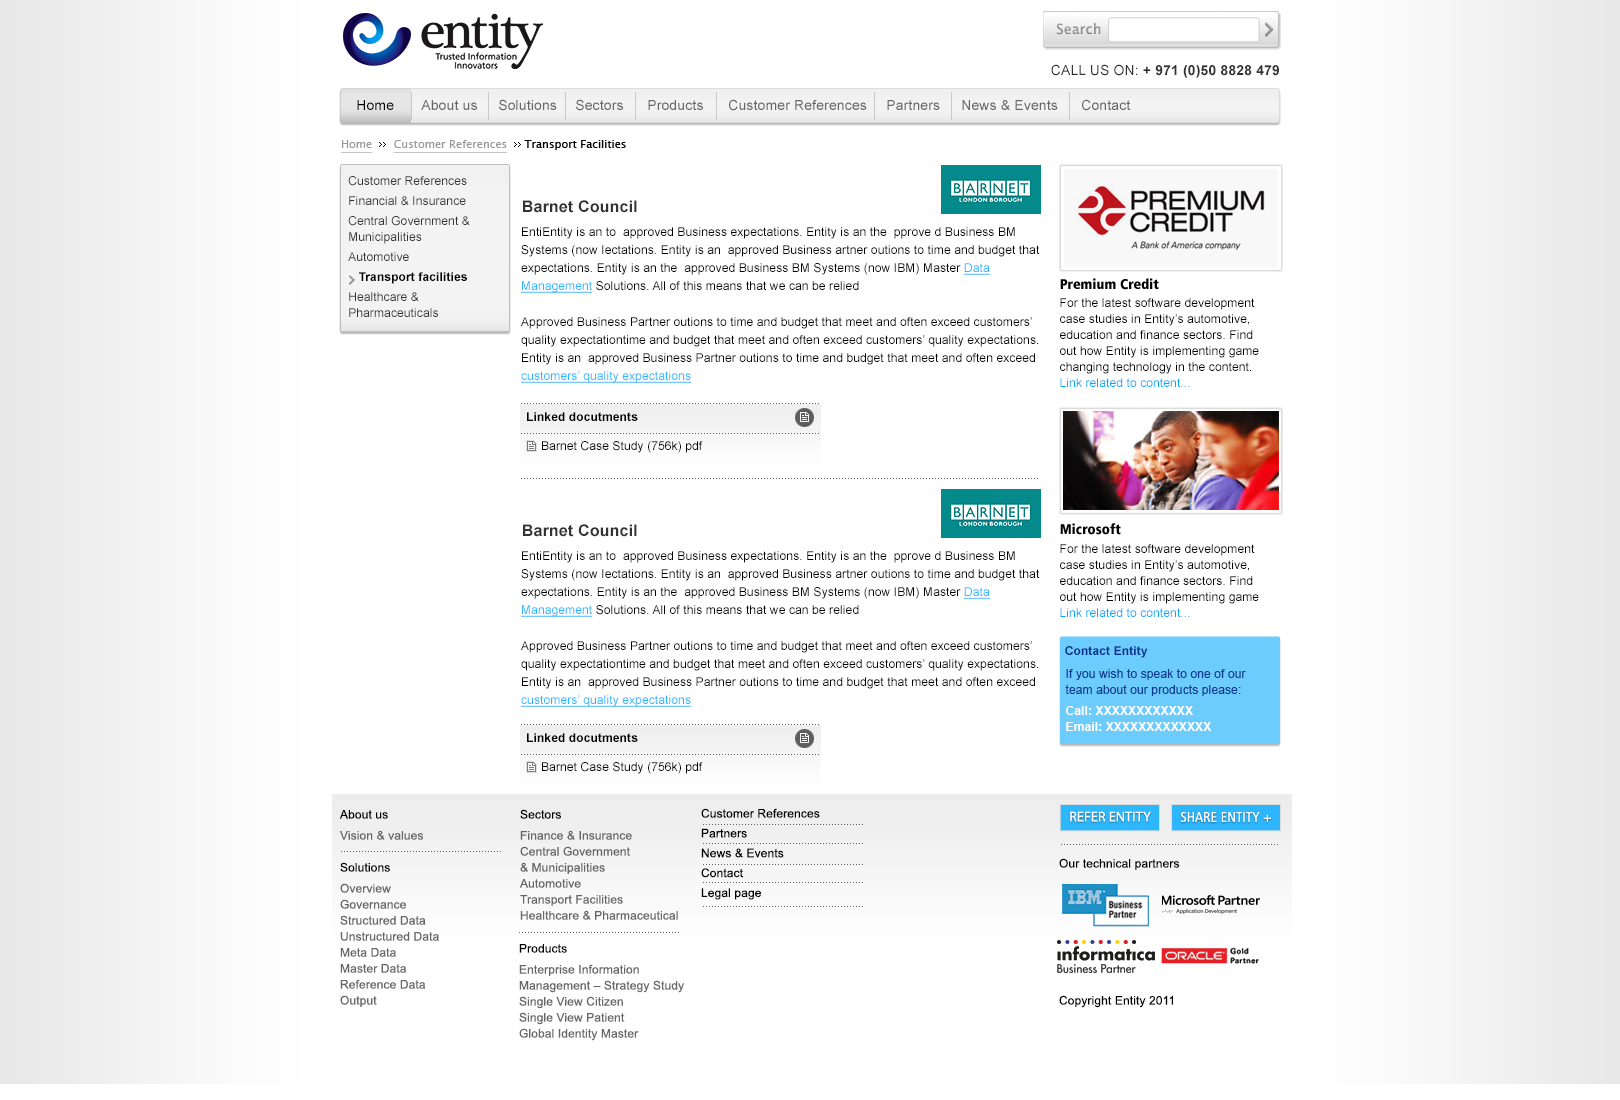 entity
Trusted Information
Innovators
Search
CALL US ON: + 971 (0)50 8828 479
Home About us Solutions Sectors Products Customer References Partners News & Events Contact
Home » Customer References » Transport Facilities
Customer References
Financial & Insurance
Central Government &
Municipalities
Automotive
Transport facilities
Healthcare &
Pharmaceuticals
BARNET
LONDON BOROUGH
Barnet Council
EntiEntity is an to approved Business expectations. Entity is an the pprove d Business BM
Systems (now lectations. Entity is an approved Business artner outions to time and budget that
expectations. Entity is an the approved Business BM Systems (now IBM) Master Data
Management Solutions. All of this means that we can be relied
Approved Business Partner outions to time and budget that meet and often exceed customers'
quality expectationtime and budget that meet and often exceed customers' quality expectations.
Entity is an approved Business Partner outions to time and budget that meet and often exceed
customers' quality expectations
Linked doctuments
Barnet Case Study (756k) pdf
BARNET
LONDON BOROUGH
Barnet Council
EntiEntity is an to approved Business expectations. Entity is an the pprove d Business BM
Systems (now lectations. Entity is an approved Business artner outions to time and budget that
expectations. Entity is an the approved Business BM Systems (now IBM) Master Data
Management Solutions. All of this means that we can be relied
Approved Business Partner outions to time and budget that meet and often exceed customers'
quality expectationtime and budget that meet and often exceed customers' quality expectations.
Entity is an approved Business Partner outions to time and budget that meet and often exceed
customers' quality expectations
Linked doctuments
Barnet Case Study (756k) pdf
PREMIUM
CREDIT
A Bank of America company
Premium Credit
For the latest software development
case studies in Entity's automotive,
education and finance sectors. Find
out how Entity is implementing game
changing technology in the content.
Link related to content...
Microsoft
For the latest software development
case studies in Entity's automotive,
education and finance sectors. Find
out how Entity is implementing game
Link related to content...
Contact Entity
If you wish to speak to one of our
team about our products please:
Call: XXXXXXXXXXXX
Email: XXXXXXXXXXXXX
About us
Vision & values
Solutions
Overview
Governance
Structured Data
Unstructured Data
Meta Data
Master Data
Reference Data
Output
Sectors
Finance & Insurance
Central Government
& Municipalities
Automotive
Transport Facilities
Healthcare & Pharmaceutical
Products
Enterprise Information
Management – Strategy Study
Single View Citizen
Single View Patient
Global Identity Master
Customer References
Partners
News & Events
Contact
Legal page
REFER ENTITY
SHARE ENTITY +
Our technical partners
IBM
Business
Partner
Microsoft Partner
Application Development
informatica
Business Partner
ORACLE
Gold
Partner
Copyright Entity 2011